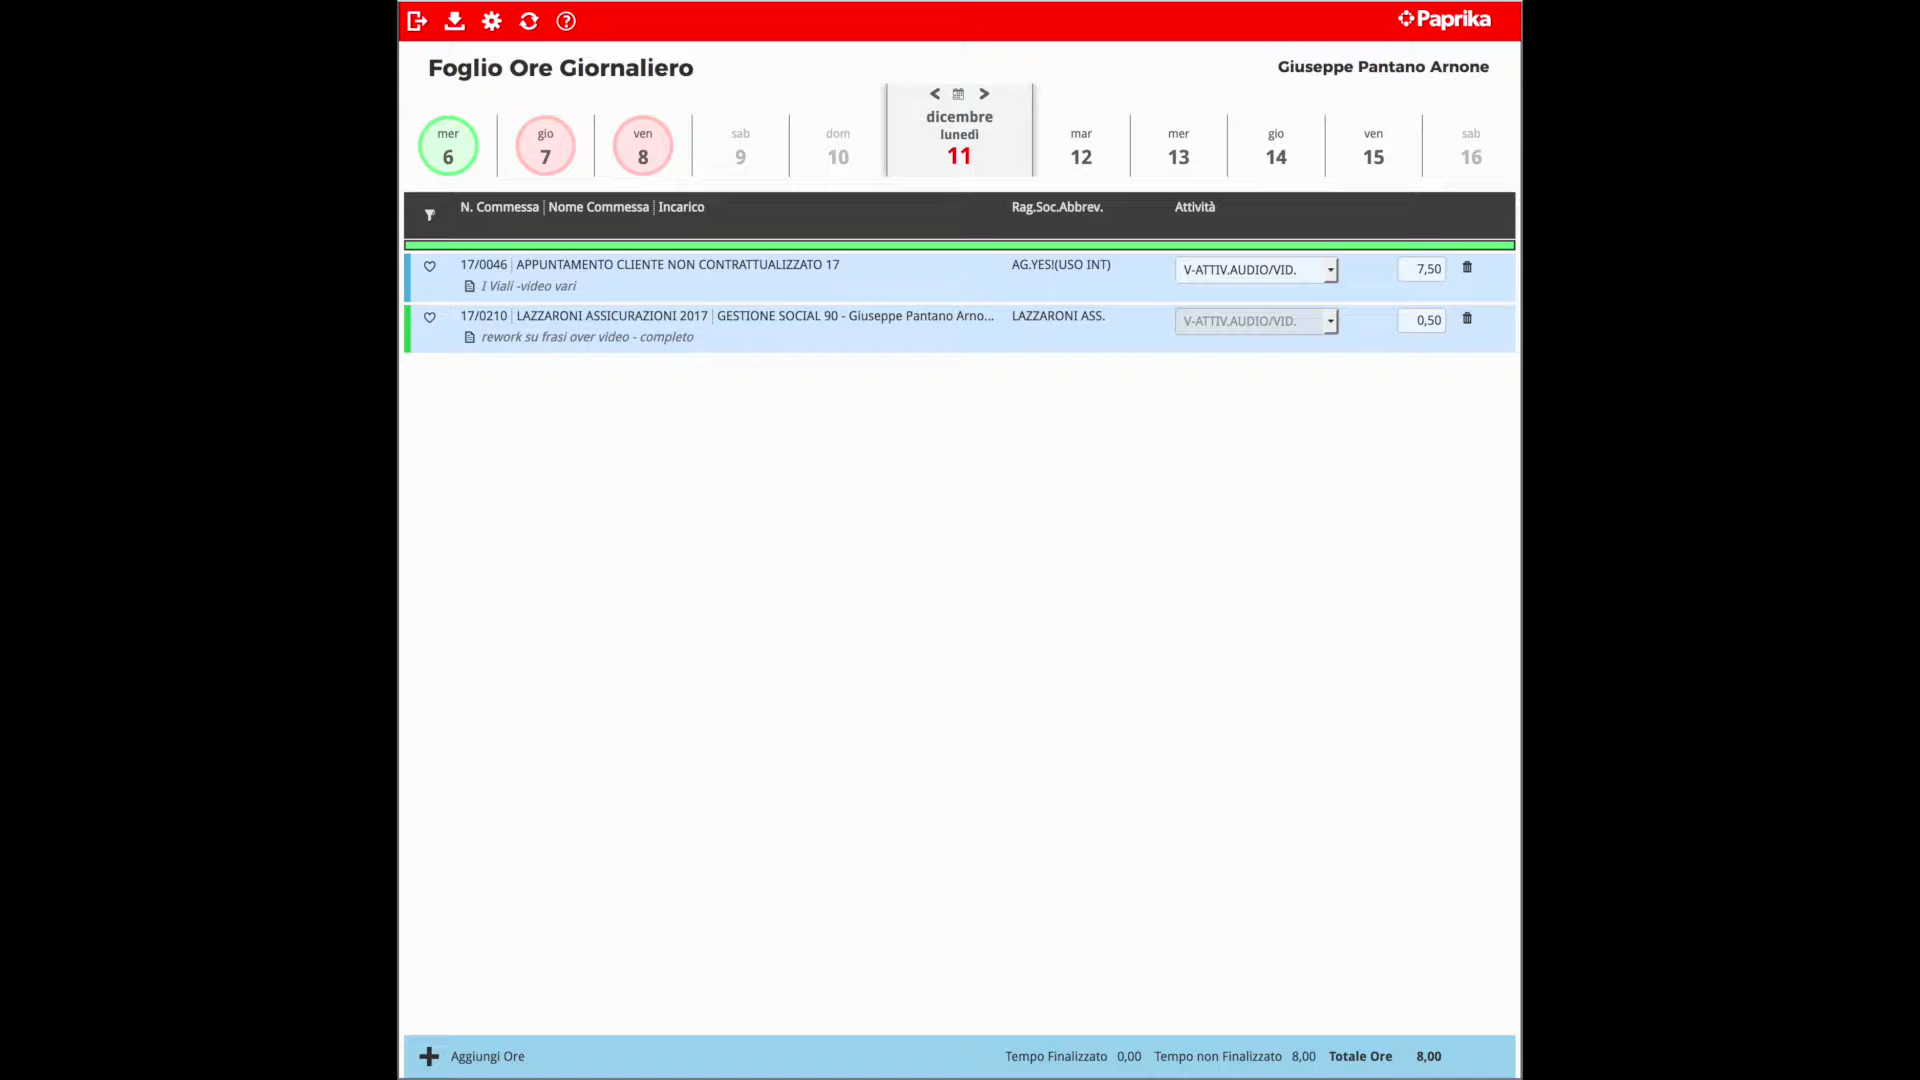 Paprika
Foglio Ore Giornaliero
Giuseppe Pantano Arnone
mer 6
gio 7
ven 8
sab 9
dom 10
dicembre
lunedì
11
mar 12
mer 13
gio 14
ven 15
sab 16
N. Commessa Nome Commessa Incarico Rag.Soc.Abbrev. Attività
17/0046 APPUNTAMENTO CLIENTE NON CONTRATTUALIZZATO 17 AG.YES!(USO INT) V-ATTIV.AUDIO/VID. 7,50
I Viali -video vari
17/0210 LAZZARONI ASSICURAZIONI 2017 GESTIONE SOCIAL 90 - Giuseppe Pantano Arno... LAZZARONI ASS. V-ATTIV.AUDIO/VID. 0,50
rework su frasi over video - completo
Aggiungi Ore Tempo Finalizzato 0,00 Tempo non Finalizzato 8,00 Totale Ore 8,00